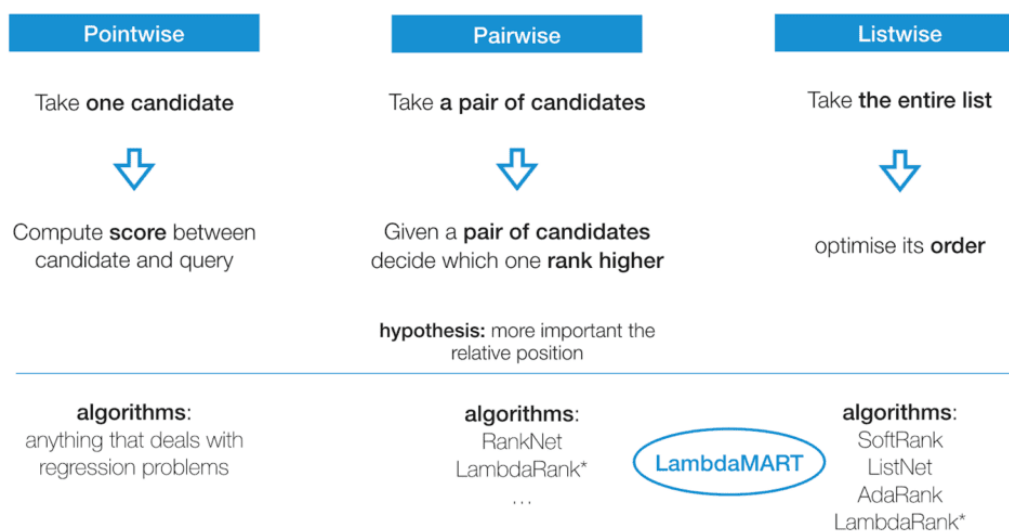 Pointwise
Take one candidate
Compute score between
candidate and query
algorithms:
anything that deals with
regression problems
Pairwise
Take a pair of candidates
Given a pair of candidates
decide which one rank higher
hypothesis: more important the
relative position
algorithms:
RankNet
LambdaRank*
...
LambdaMART
Listwise
Take the entire list
optimise its order
algorithms:
SoftRank
ListNet
AdaRank
LambdaRank*